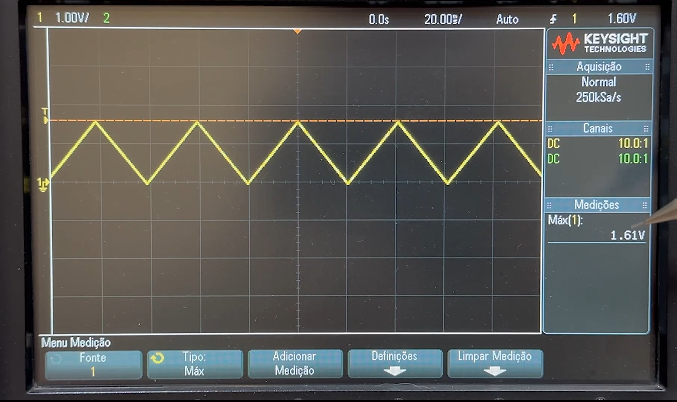 1 1.00V/ 2 0.0s 20.00%/ Auto 1 1.60V
KEYSIGHT
TECHNOLOGIES
Aquisição
Normal
250kSa/s
Canais
DC 10.0:1
DC 10.0:1
Medições
Máx(1):
1.61V
T
1
Menu Medição
Fonte
1
Tipo:
Máx
Adicionar
Medição
Definições
Limpar Medição